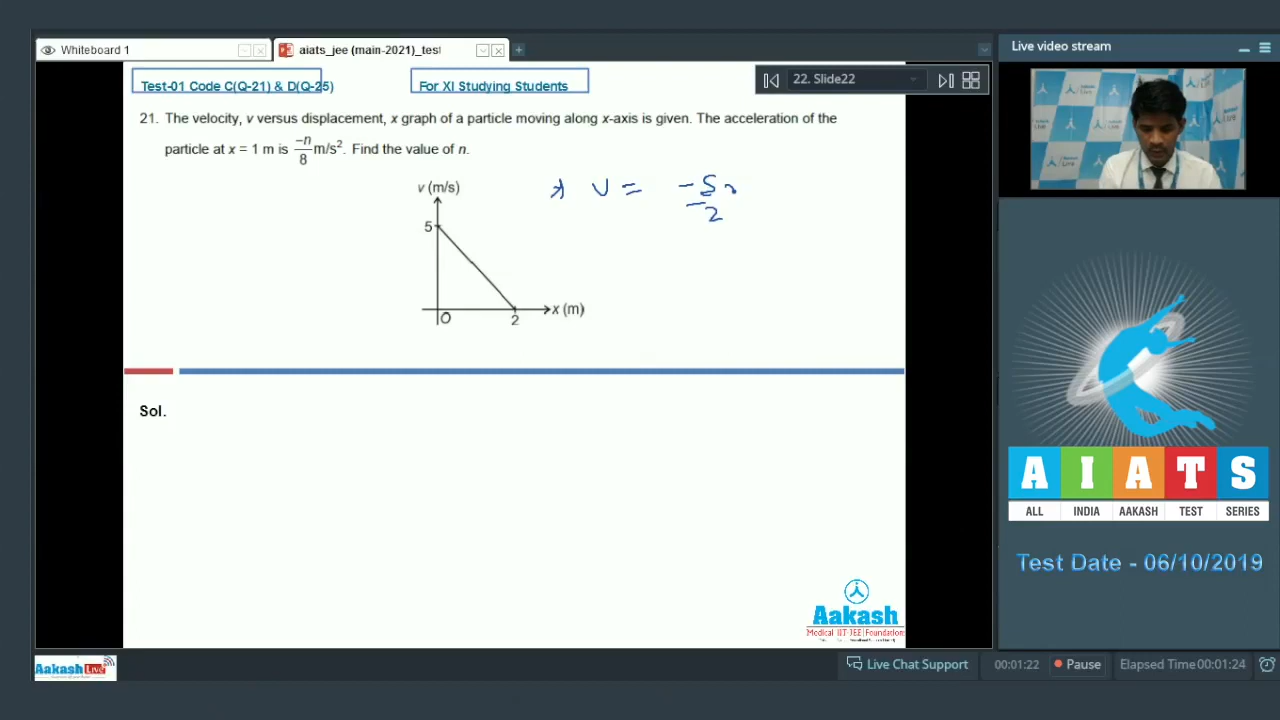 Whiteboard 1
aiats_jee (main-2021)_test
Live video stream
Test-01 Code C(Q-21) & D(Q-25)
For XI Studying Students
22. Slide22
21. The velocity, v versus displacement, x graph of a particle moving along x-axis is given. The acceleration of the
particle at x = 1 m is -n/8 m/s². Find the value of n.
v (m/s)
v = -5/2
5
O
2
x (m)
Sol.
AIATS
ALL INDIA AAKASH TEST SERIES
Test Date - 06/10/2019
Aakash
Medical|IIT-JEE|Foundations
Aakash Live
Live Chat Support
00:01:22
Pause
Elapsed Time 00:01:24